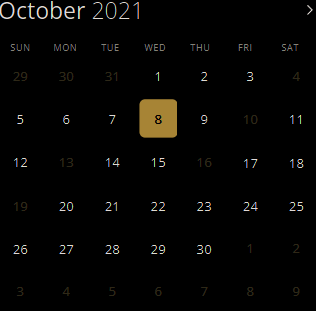 October 2021
SUN MON TUE WED THU FRI SAT
29 30 31 1 2 3 4
5 6 7 8 9 10 11
12 13 14 15 16 17 18
19 20 21 22 23 24 25
26 27 28 29 30 1 2
3 4 5 6 7 8 9